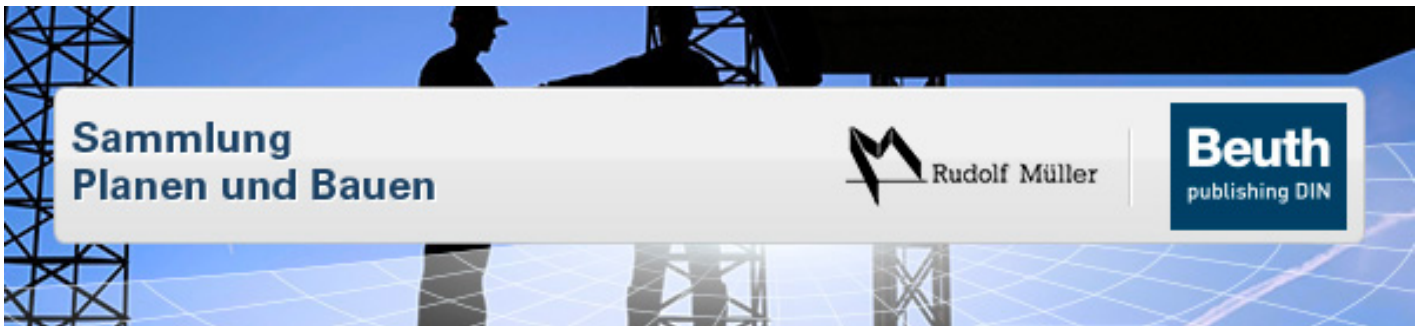 Sammlung
Planen und Bauen
Rudolf Müller
Beuth
publishing DIN